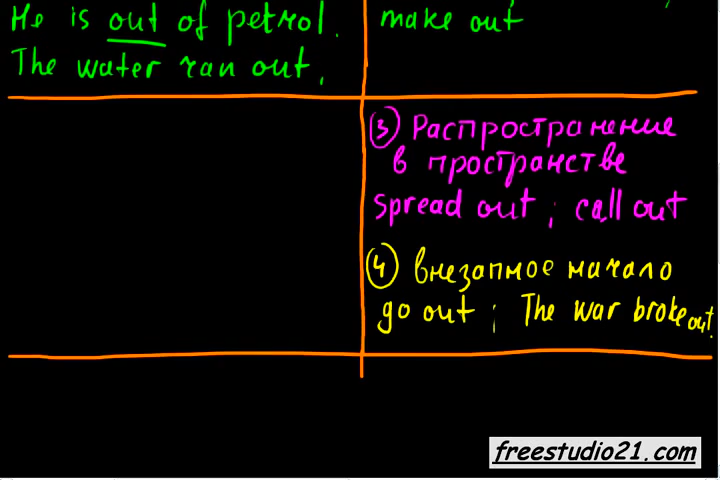 He is out of petrol.
The water ran out.
make out
③ Распространение
в пространстве
spread out ; call out
④ внезапное начало
go out ; The war broke out.
freestudio21.com